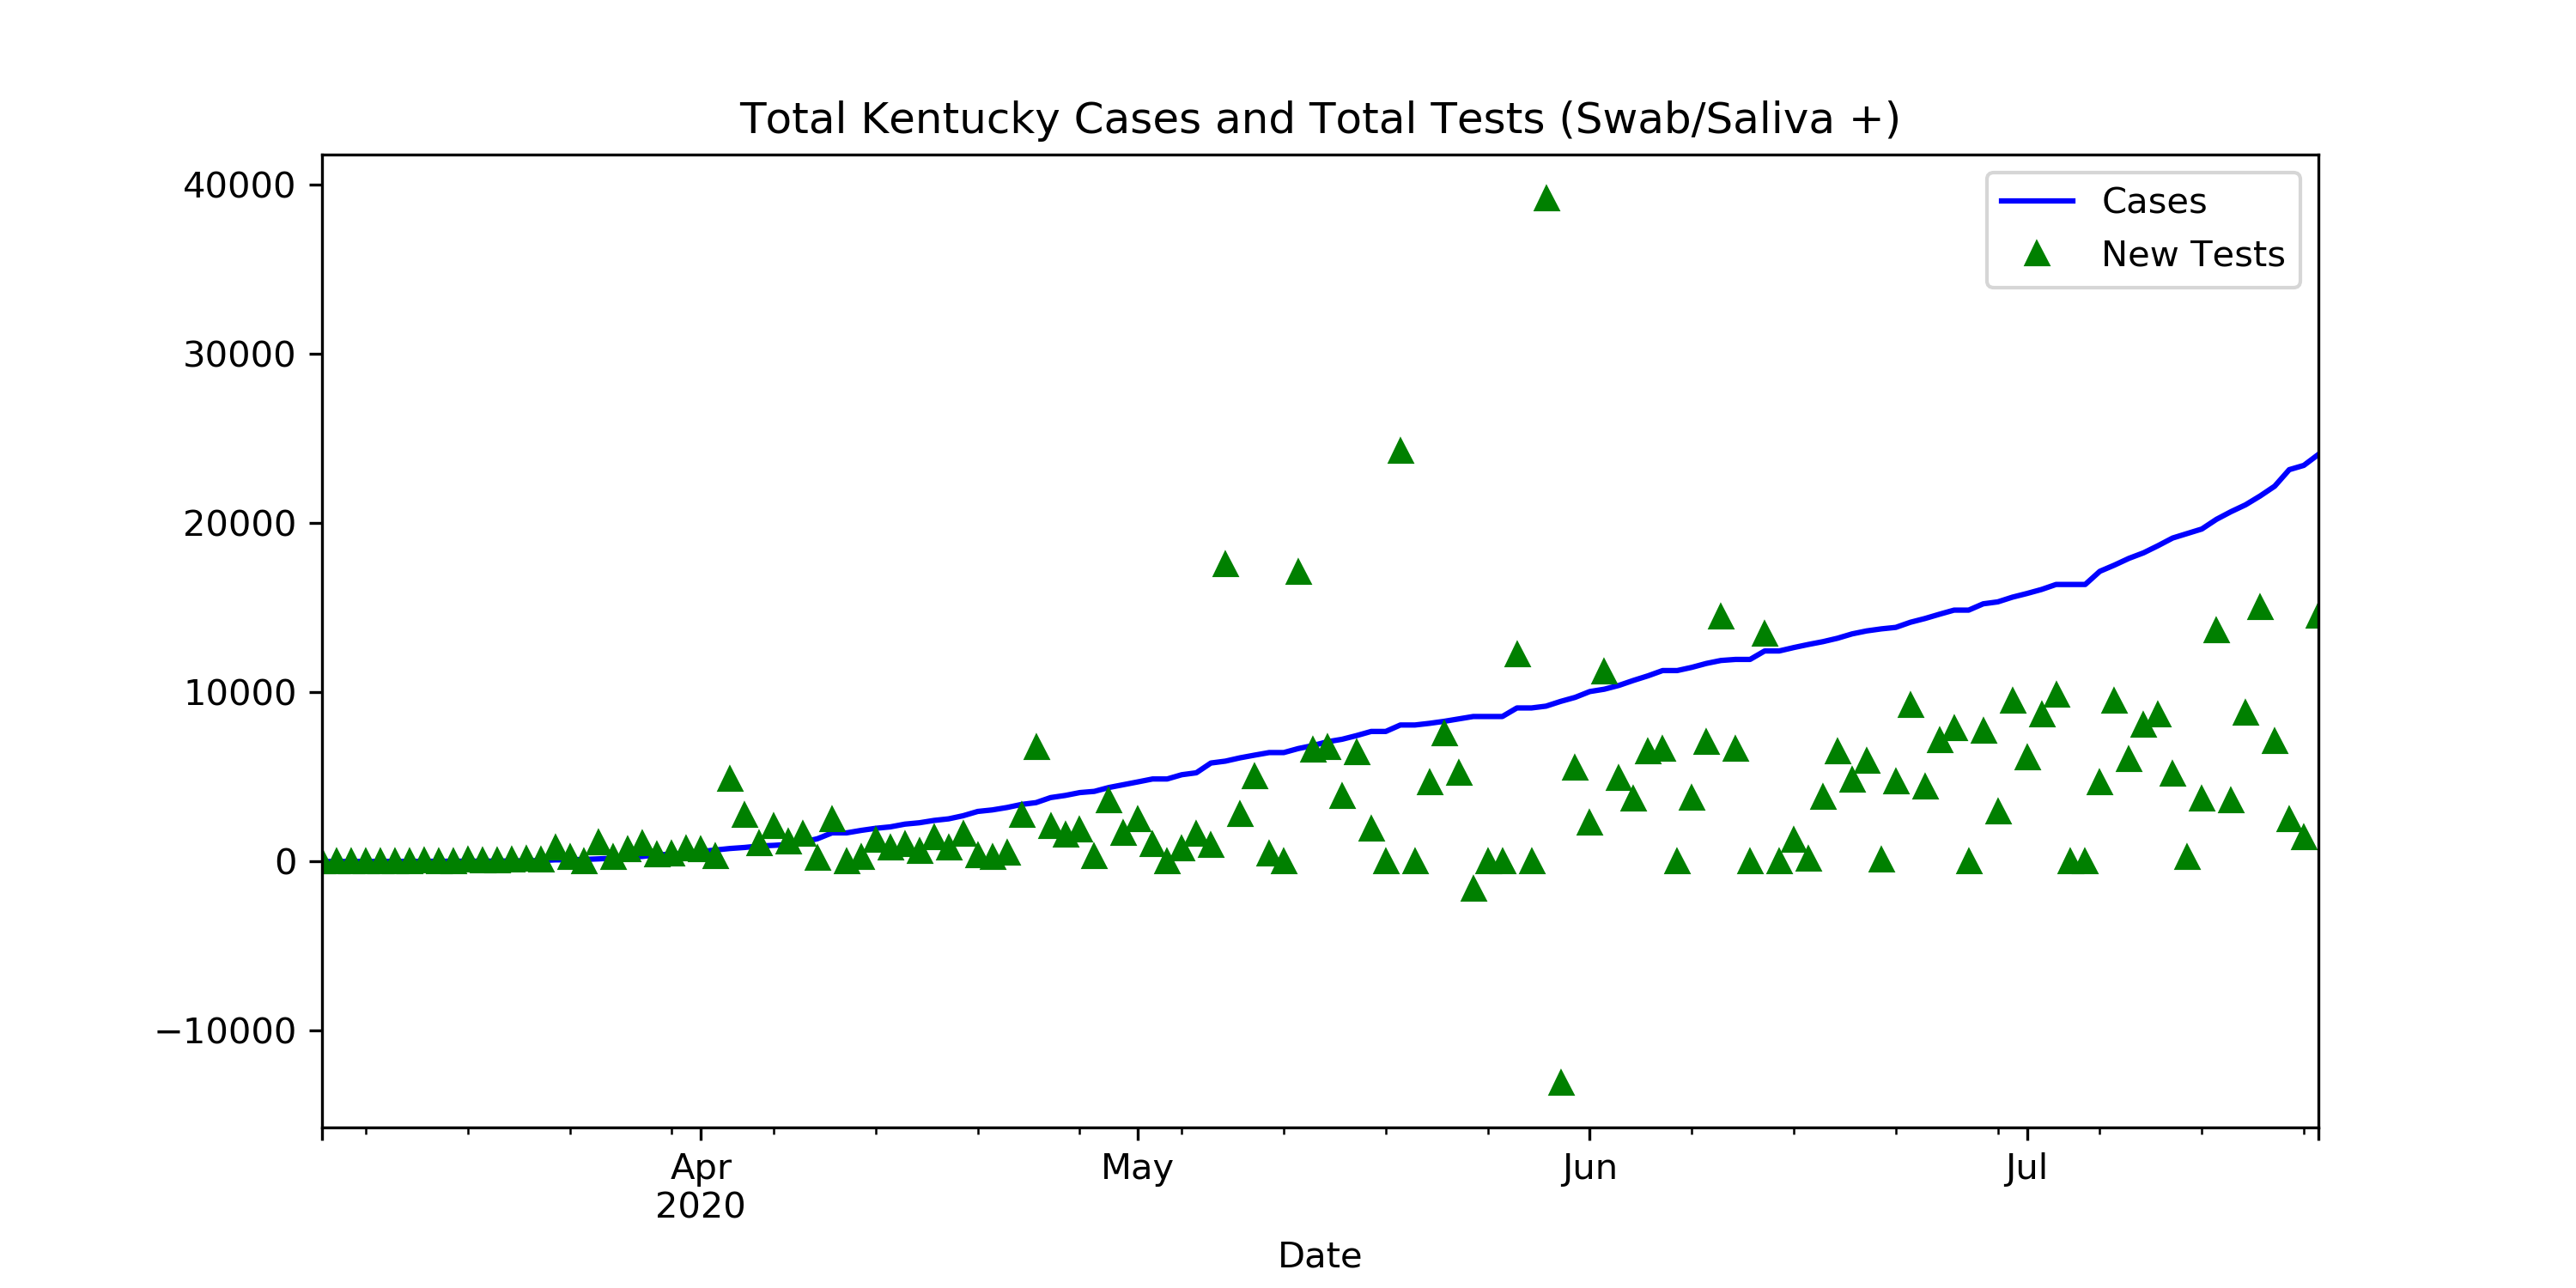 Total Kentucky Cases and Total Tests (Swab/Saliva +)
40000
30000
20000
10000
0
−10000
Cases
New Tests
Apr
2020
May
Jun
Jul
Date